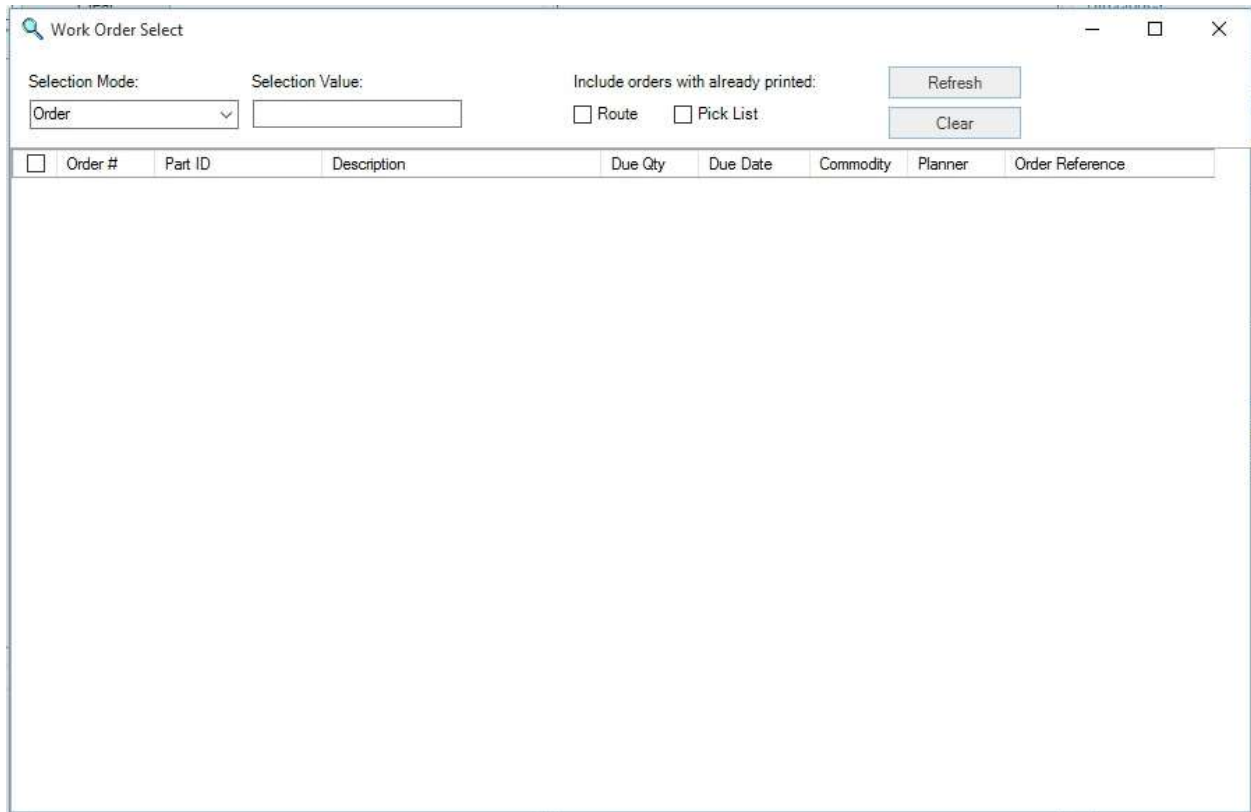 Work Order Select
Selection Mode: Selection Value: Include orders with already printed: Refresh
Order Route Pick List Clear
Order # Part ID Description Due Qty Due Date Commodity Planner Order Reference